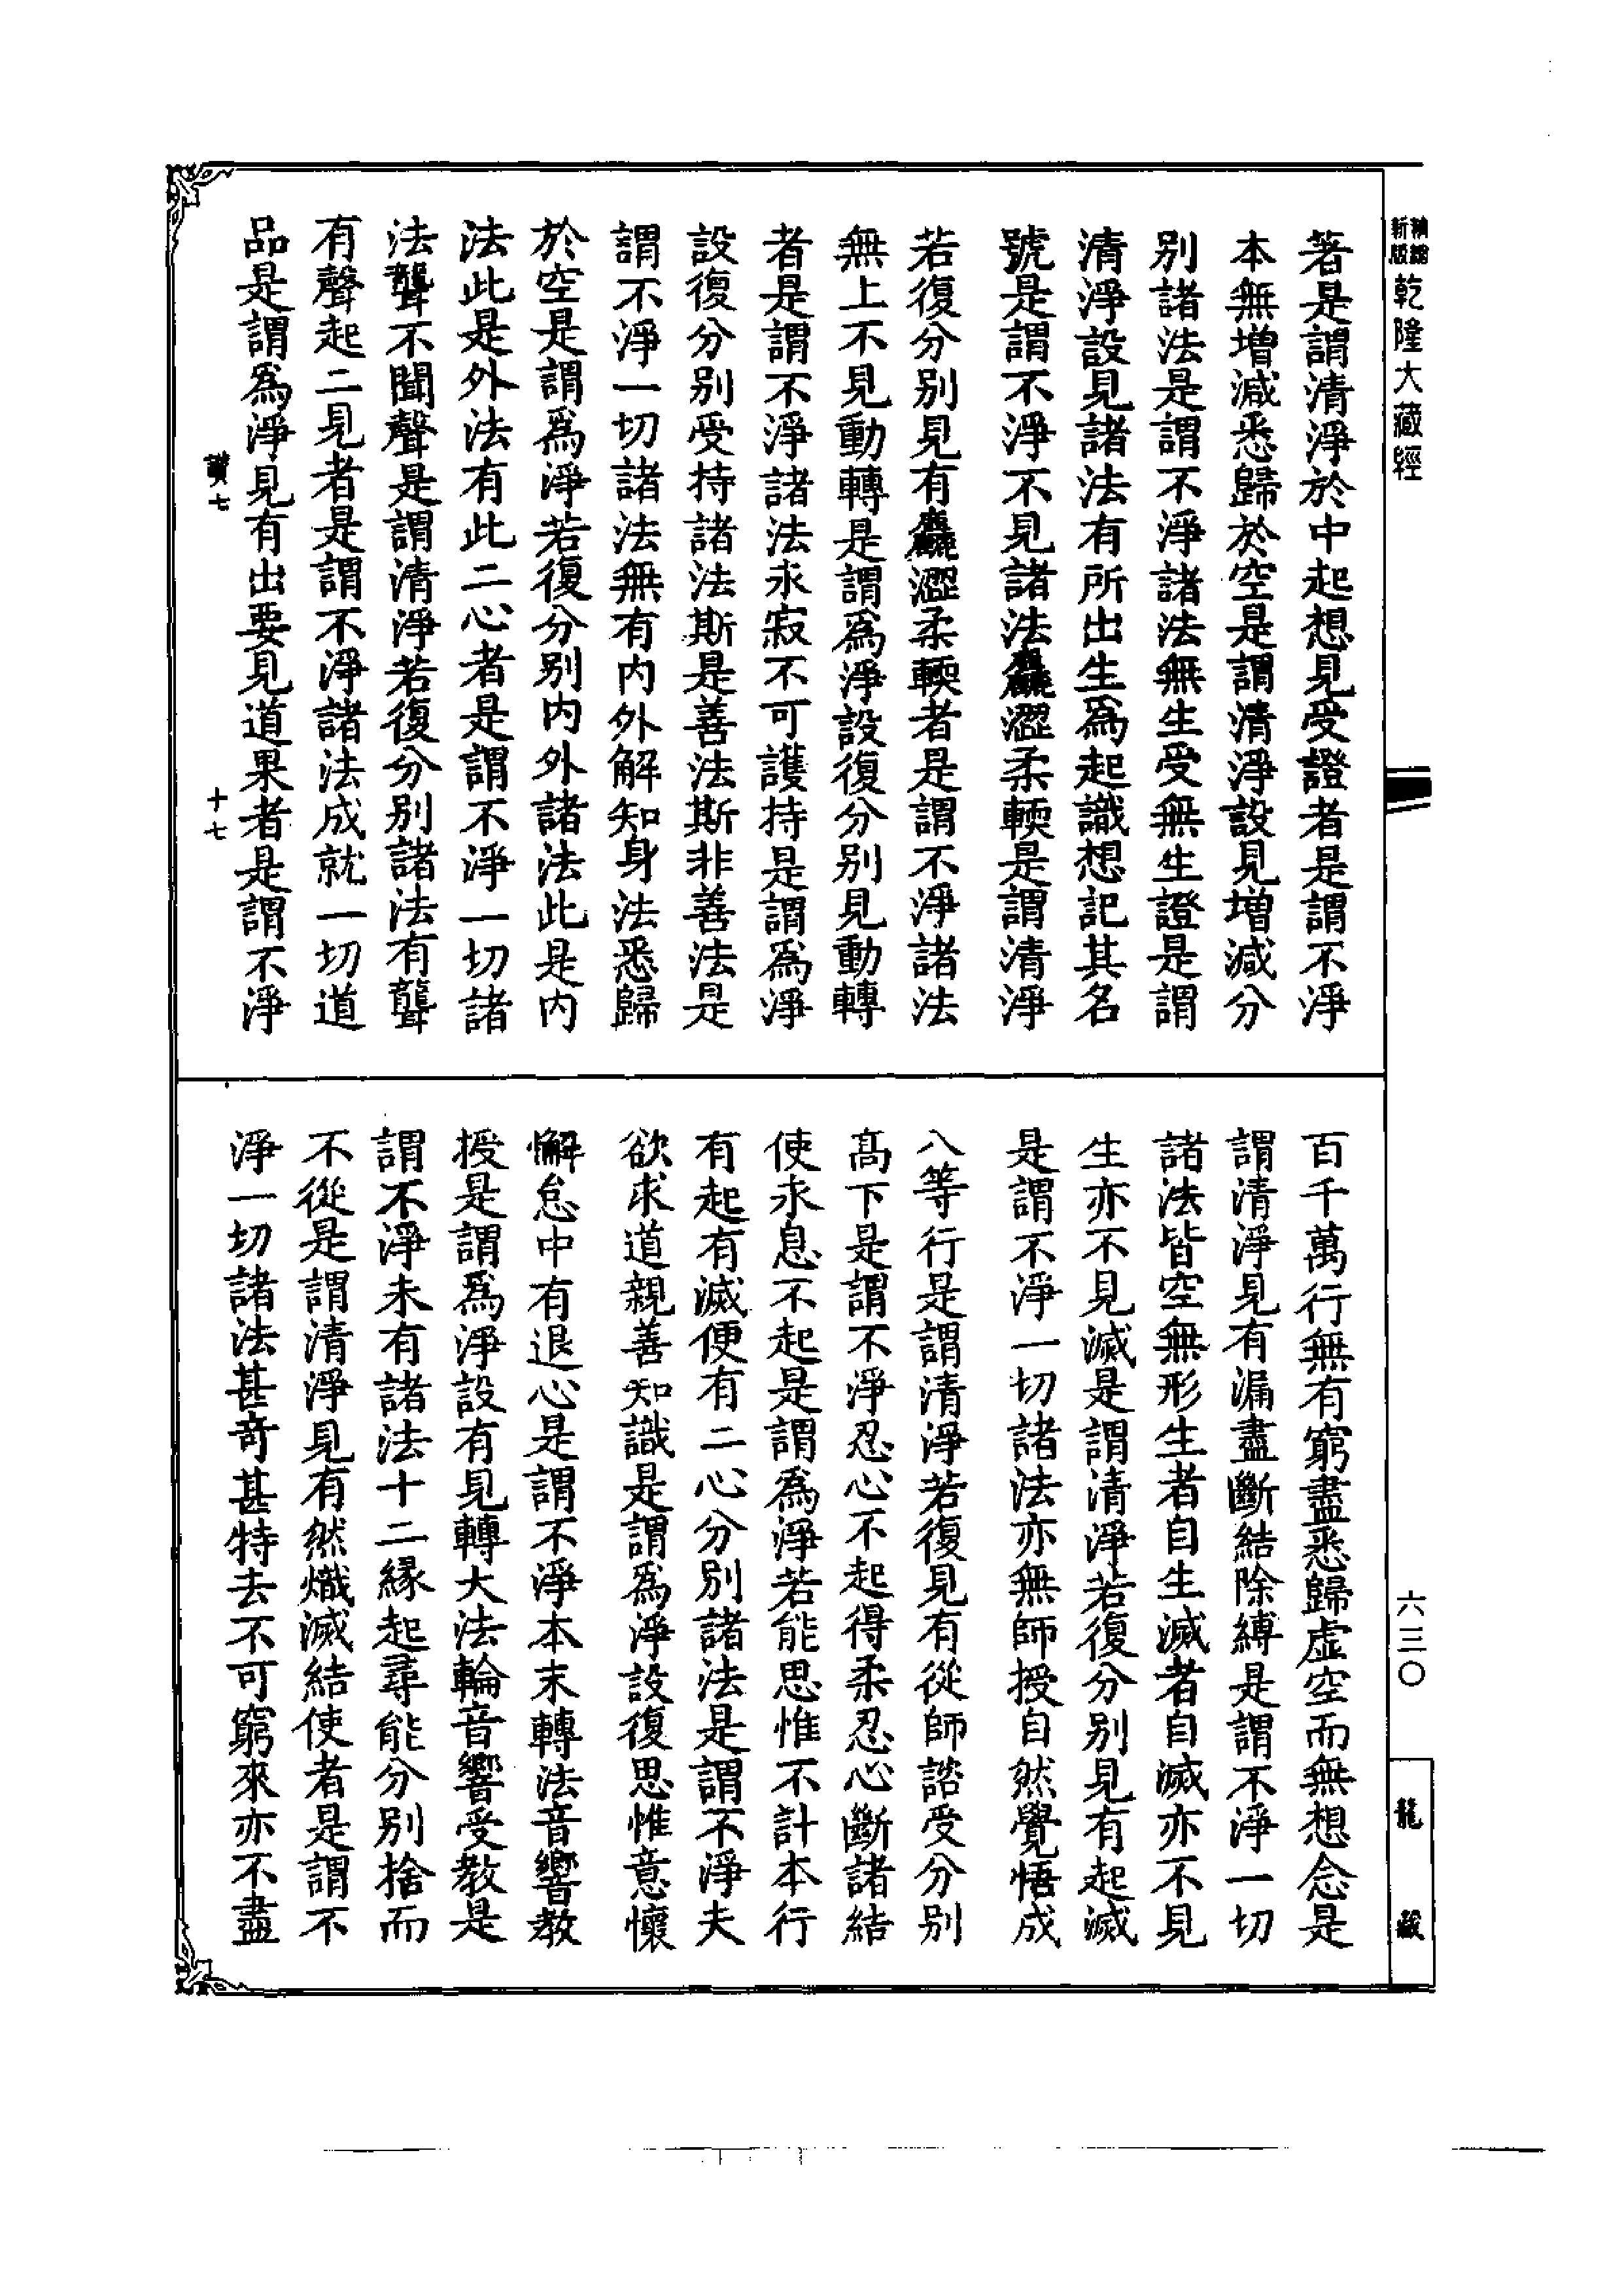 新版精縮
乾隆大藏經
著是謂清淨於中起想見受證者是謂不淨
本無增減悉歸於空是謂清淨設見增減分
別諸法是謂不淨諸法無生受無生證是謂
清淨設見諸法有所出生爲起識想記其名
號是謂不淨不見諸法麤澀柔輭是謂清淨
若復分別見有麤澀柔輭者是謂不淨諸法
無上不見動轉是謂爲淨設復分別見動轉
者是謂不淨諸法永寂不可護持是謂爲淨
設復分別受持諸法斯是善法斯非善法是
謂不淨一切諸法無有内外解知身法悉歸
於空是謂爲淨若復分別内外諸法此是内
法此是外法有此二心者是謂不淨一切諸
法聾不聞聲是謂清淨若復分別諸法有聾
有聲起二見者是謂不淨諸法成就一切道
品是謂爲淨見有出要見道果者是謂不淨
讚七
十七
百千萬行無有窮盡悉歸虛空而無想念是
謂清淨見有漏盡斷結除縛是謂不淨一切
諸法皆空無形生者自生滅者自滅亦不見
生亦不見滅是謂清淨若復分別見有起滅
是謂不淨一切諸法亦無師授自然覺悟成
八等行是謂清淨若復見有從師諮受分別
高下是謂不淨忍心不起得柔忍心斷諸結
使永息不起是謂爲淨若能思惟不計本行
有起有滅便有二心分別諸法是謂不淨夫
欲求道親善知識是謂爲淨設復思惟意懷
懈怠中有退心是謂不淨本末轉法音響教
授是謂爲淨設有見轉大法輪音響受教是
謂不淨未有諸法十二緣起尋能分別捨而
不從是謂清淨見有然熾滅結使者是謂不
淨一切諸法甚奇甚特去不可窮來亦不盡
六三〇
龍藏